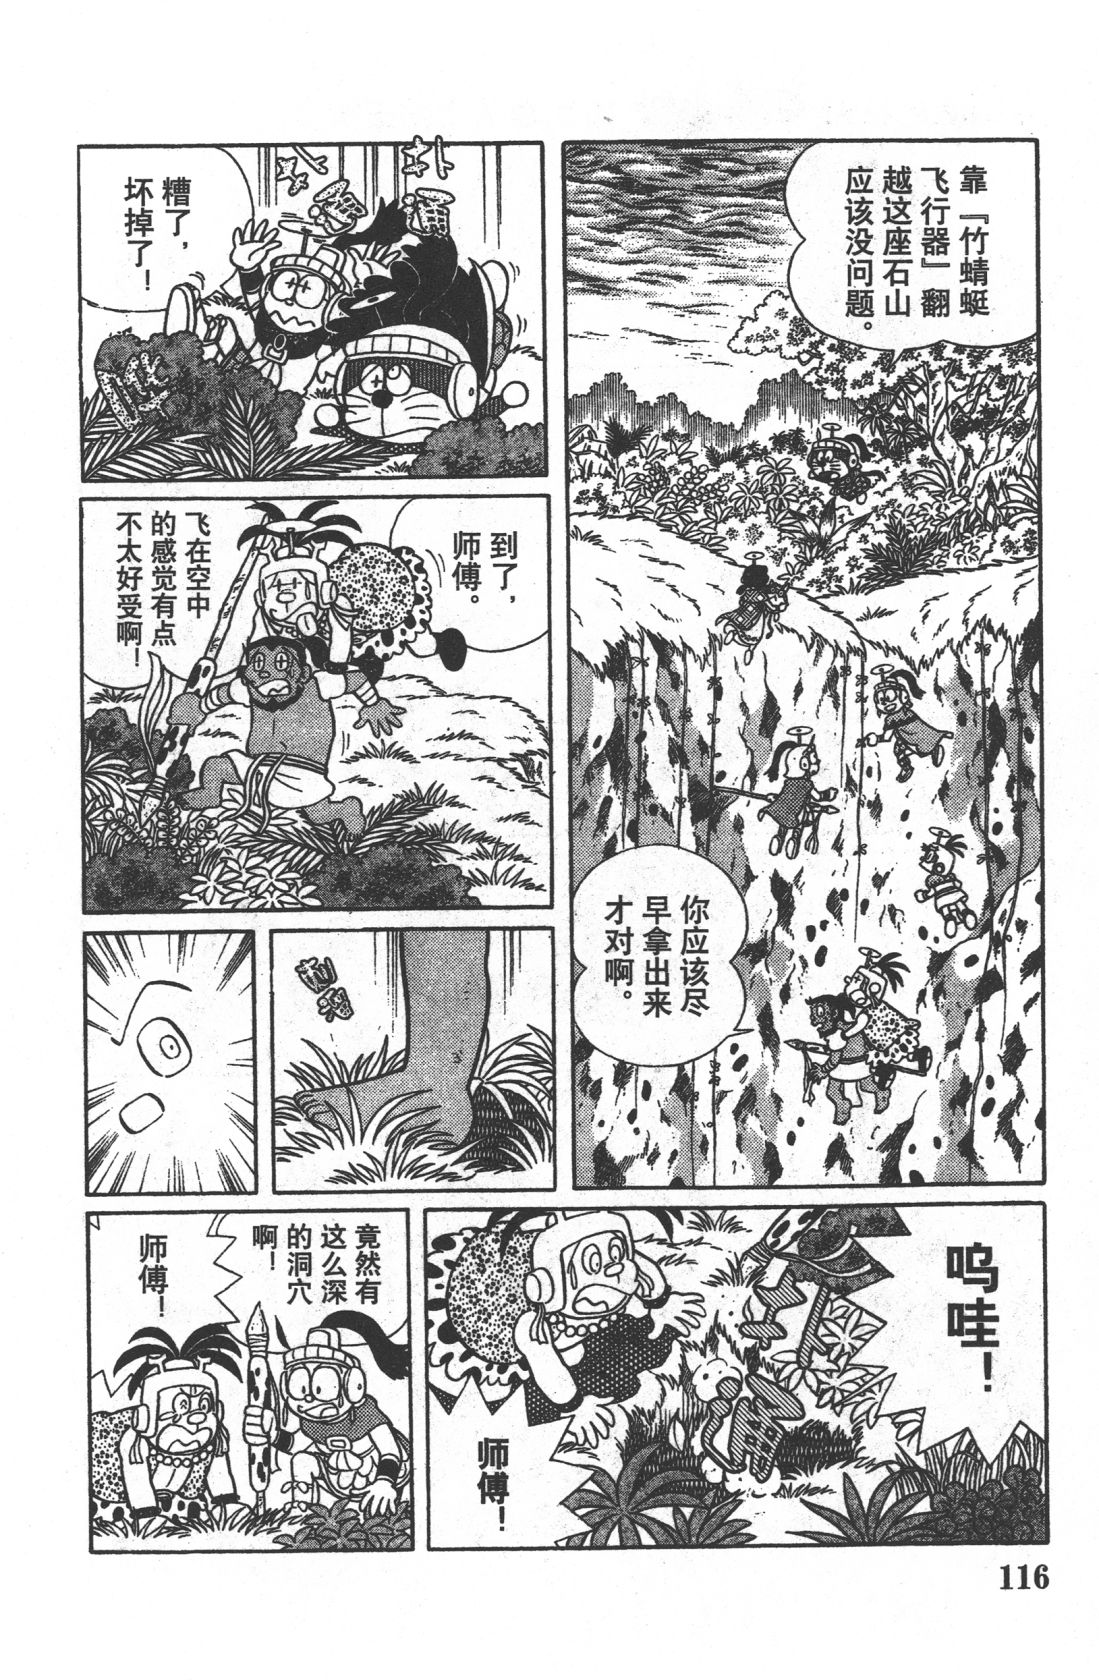 靠『竹蜻蜓
飞行器』翻
越这座石山
应该没问题。
你应该尽
早拿出来
才对啊。
扑
糟了，
坏掉了！
到了，
师傅。
飞在空中
的感觉有点
不太好受啊！
呜哇！
师傅！
竟然有
这么深
的洞穴
啊！
师傅！
116